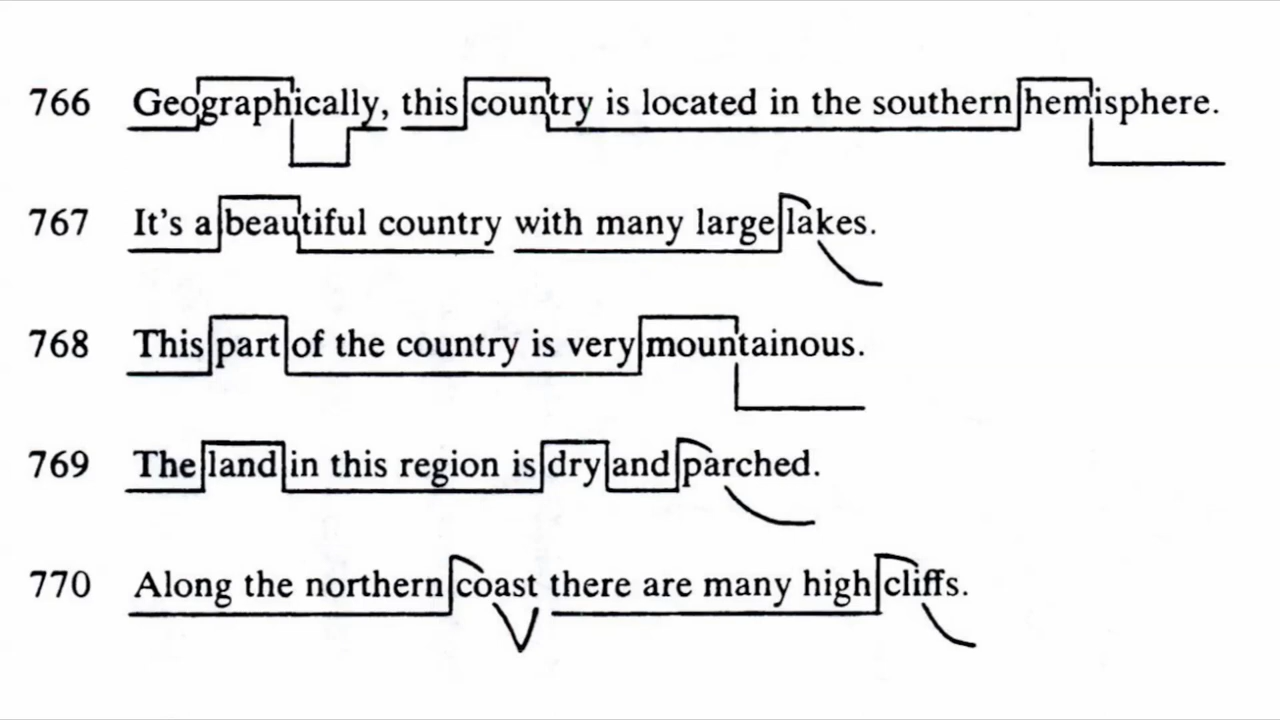 766 Geographically, this country is located in the southern hemisphere.
767 It's a beautiful country with many large lakes.
768 This part of the country is very mountainous.
769 The land in this region is dry and parched.
770 Along the northern coast there are many high cliffs.